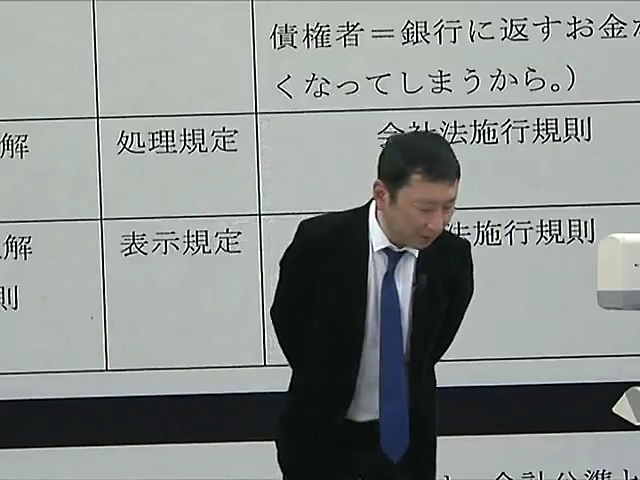 債権者＝銀行に返すお金
くなってしまうから。）
解
処理規定
会社法施行規則
解
則
表示規定
法施行規則
会計公準